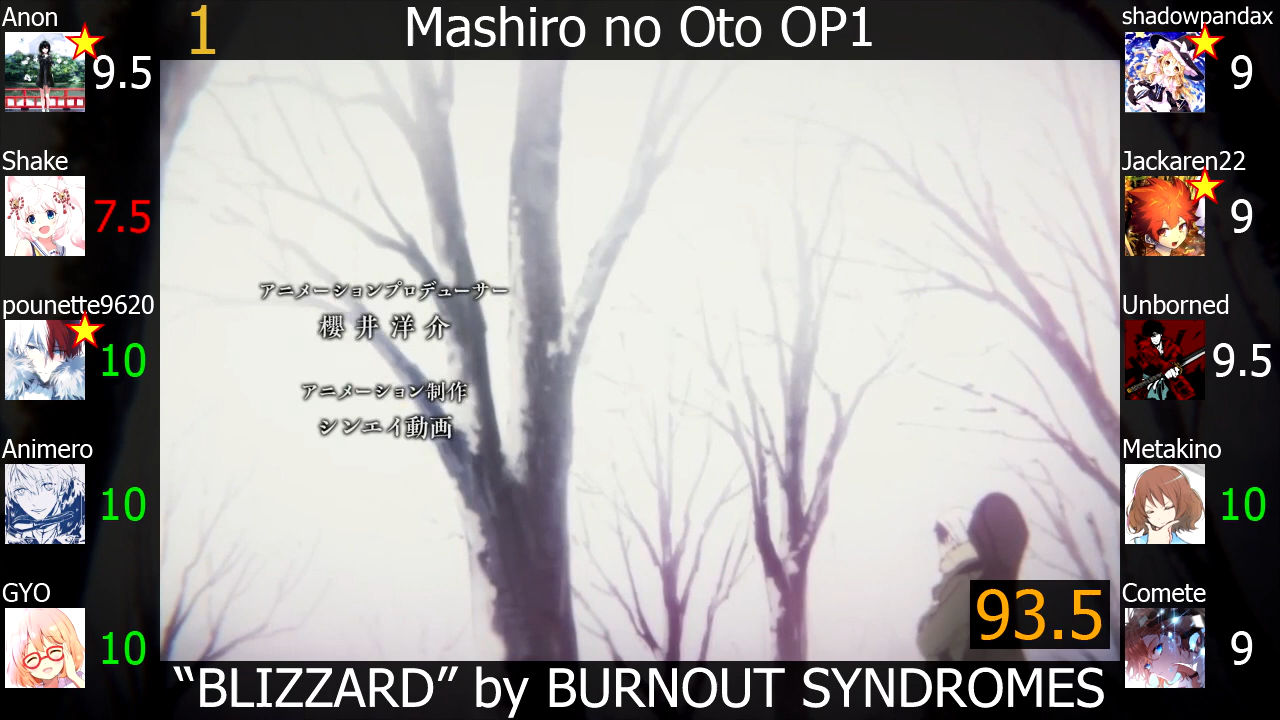 Anon
9.5
Shake
7.5
pounette9620
10
Animero
10
GYO
10
1
Mashiro no Oto OP1
アニメーションプロデューサー
櫻井洋介
アニメーション制作
シンエイ動画
93.5
“BLIZZARD” by BURNOUT SYNDROMES
shadowpandax
9
Jackaren22
9
Unborned
9.5
Metakino
10
Comete
9